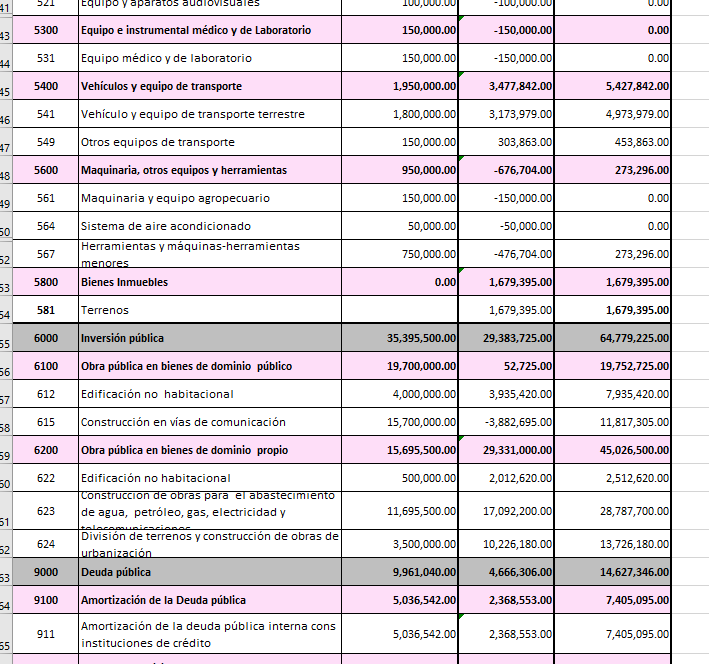 41 521 Equipo y aparatos audiovisuales 100,000.00 -100,000.00 0.00
43 5300 Equipo e instrumental médico y de Laboratorio 150,000.00 -150,000.00 0.00
44 531 Equipo médico y de laboratorio 150,000.00 -150,000.00 0.00
45 5400 Vehículos y equipo de transporte 1,950,000.00 3,477,842.00 5,427,842.00
46 541 Vehículo y equipo de transporte terrestre 1,800,000.00 3,173,979.00 4,973,979.00
47 549 Otros equipos de transporte 150,000.00 303,863.00 453,863.00
48 5600 Maquinaria, otros equipos y herramientas 950,000.00 -676,704.00 273,296.00
49 561 Maquinaria y equipo agropecuario 150,000.00 -150,000.00 0.00
50 564 Sistema de aire acondicionado 50,000.00 -50,000.00 0.00
Herramientas y máquinas-herramientas
52 567 menores 750,000.00 -476,704.00 273,296.00
53 5800 Bienes Inmuebles 0.00 1,679,395.00 1,679,395.00
54 581 Terrenos 1,679,395.00 1,679,395.00
55 6000 Inversión pública 35,395,500.00 29,383,725.00 64,779,225.00
56 6100 Obra pública en bienes de dominio público 19,700,000.00 52,725.00 19,752,725.00
57 612 Edificación no habitacional 4,000,000.00 3,935,420.00 7,935,420.00
58 615 Construcción en vías de comunicación 15,700,000.00 -3,882,695.00 11,817,305.00
59 6200 Obra pública en bienes de dominio propio 15,695,500.00 29,331,000.00 45,026,500.00
60 622 Edificación no habitacional 500,000.00 2,012,620.00 2,512,620.00
Construcción de obras para el abastecimiento
61 623 de agua, petróleo, gas, electricidad y 11,695,500.00 17,092,200.00 28,787,700.00
telecomunicaciones
División de terrenos y construcción de obras de
62 624 urbanización 3,500,000.00 10,226,180.00 13,726,180.00
63 9000 Deuda pública 9,961,040.00 4,666,306.00 14,627,346.00
64 9100 Amortización de la Deuda pública 5,036,542.00 2,368,553.00 7,405,095.00
Amortización de la deuda pública interna cons
65 911 instituciones de crédito 5,036,542.00 2,368,553.00 7,405,095.00